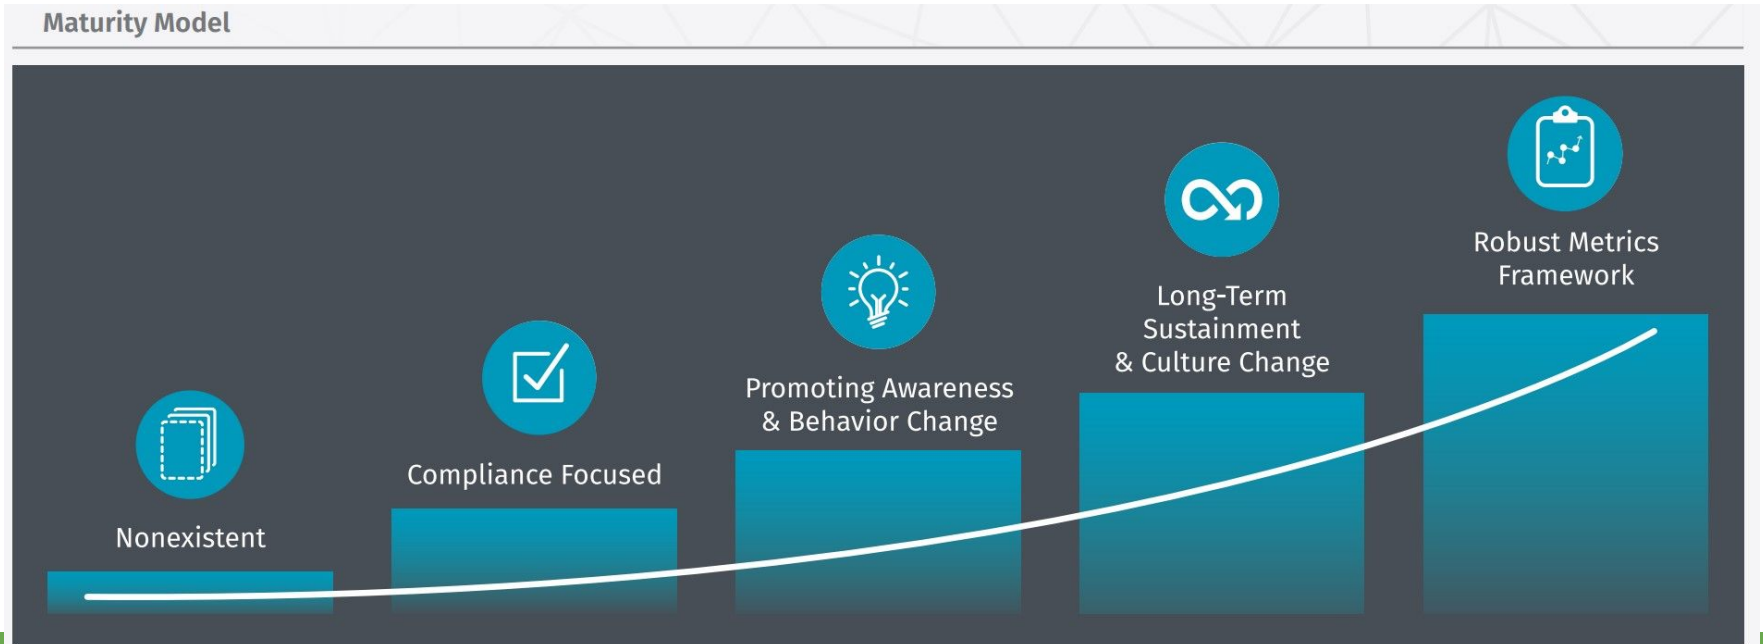 Maturity Model
Nonexistent
Compliance Focused
Promoting Awareness
& Behavior Change
Long-Term
Sustainment
& Culture Change
Robust Metrics
Framework